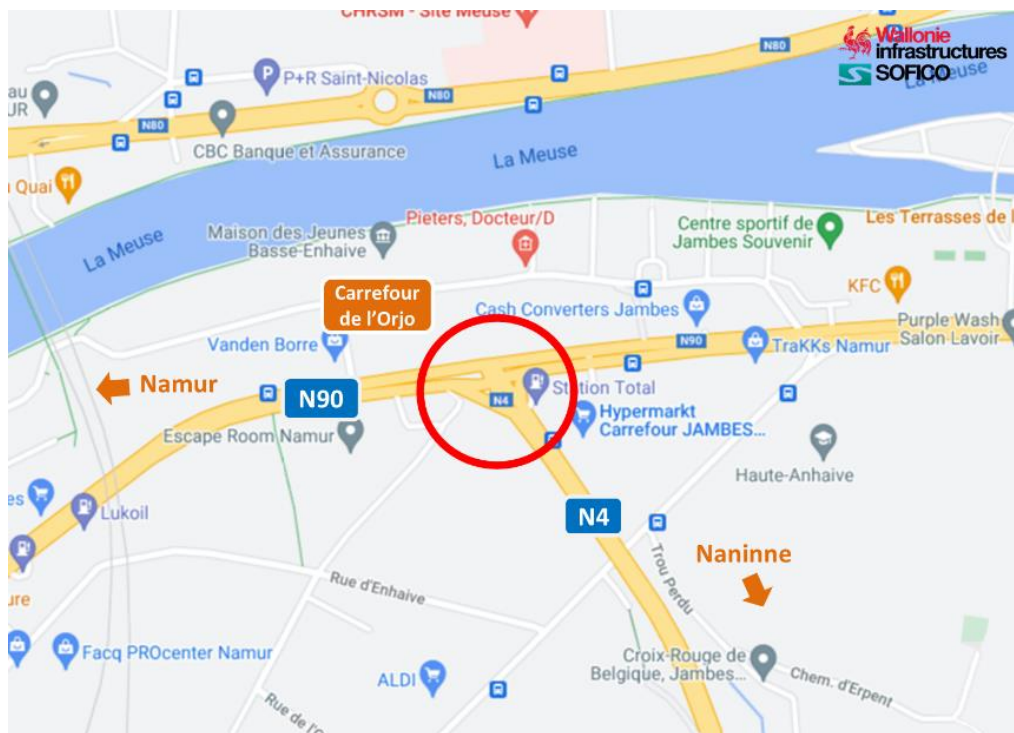 CHRSM - Site Meuse
N80
Wallonie
infrastructures
SOFICO
La Meuse
P+R Saint-Nicolas
N80
N80
CBC Banque et Assurance
La Meuse
Quai
La Meuse
Maison des Jeunes
Basse-Enhaive
Pieters, Docteur/D
Centre sportif de
Jambes Souvenir
Les Terrasses de
KFC
Carrefour
de l'Orjo
Cash Converters Jambes
Vanden Borre
N90
TraKKs Namur
Purple Wash
Salon Lavoir
Namur
N90
N4
Station Total
Hypermarkt
Carrefour JAMBES...
Escape Room Namur
Haute-Anhaive
Lukoil
N4
Trou Perdu
Naninne
Rue d'Enhaive
Facq PROcenter Namur
ALDI
Croix-Rouge de
Belgique, Jambes...
Chem. d'Erpent
Rue de l'o